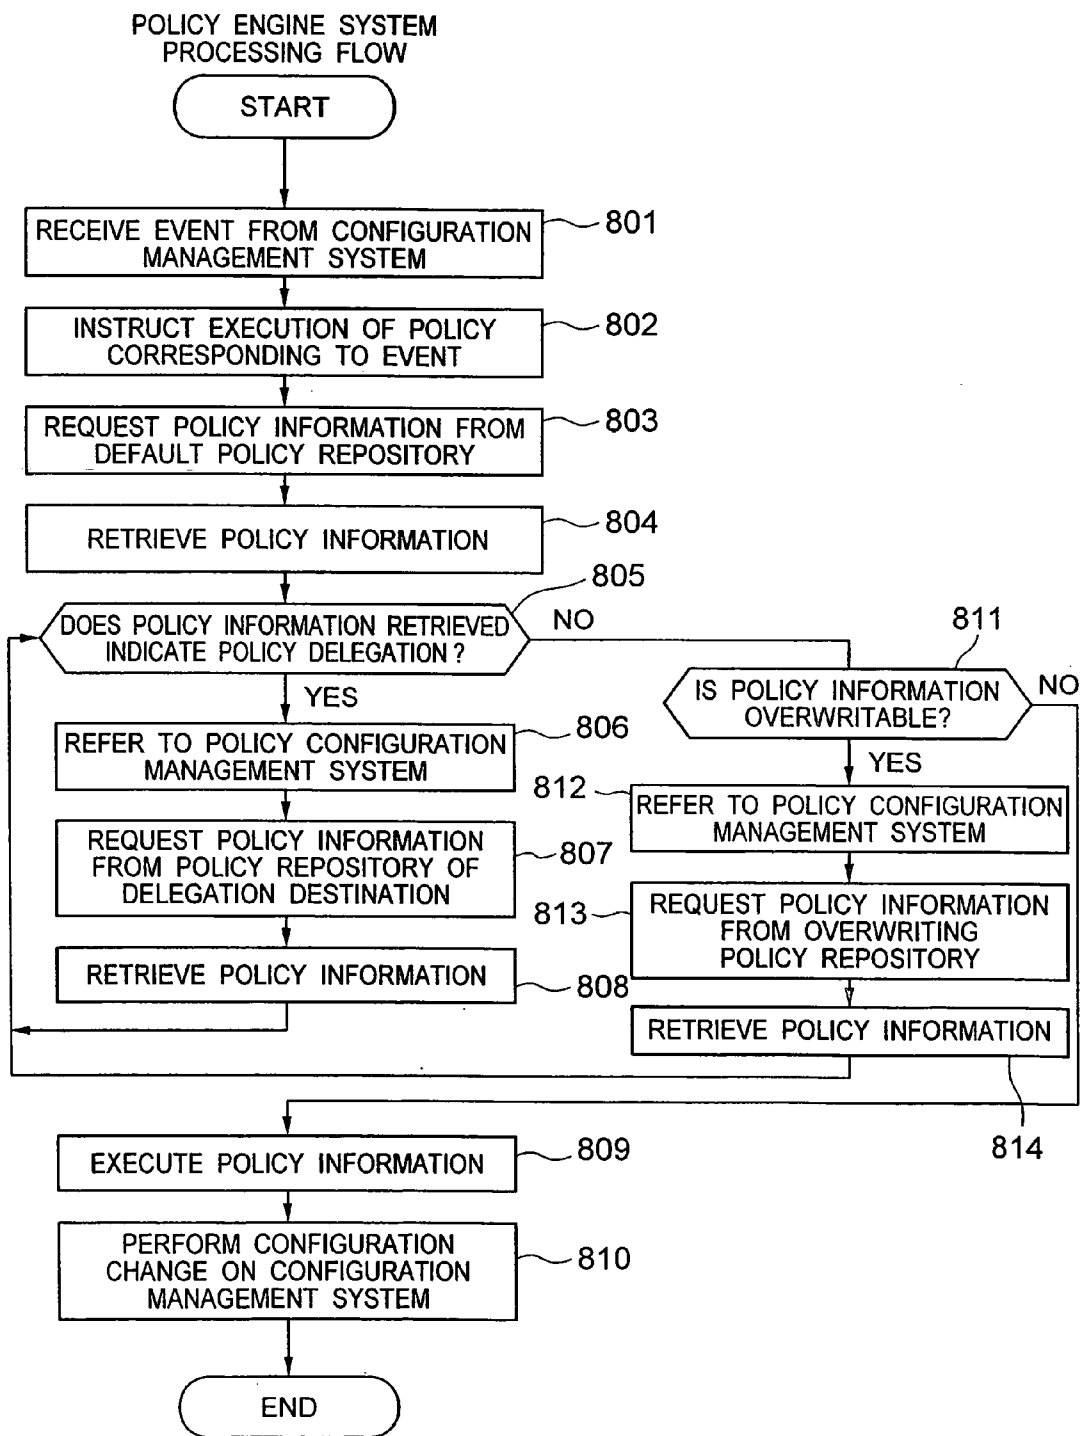 POLICY ENGINE SYSTEM
PROCESSING FLOW
START
RECEIVE EVENT FROM CONFIGURATION
MANAGEMENT SYSTEM
801
INSTRUCT EXECUTION OF POLICY
CORRESPONDING TO EVENT
802
REQUEST POLICY INFORMATION FROM
DEFAULT POLICY REPOSITORY
803
RETRIEVE POLICY INFORMATION
804
805
DOES POLICY INFORMATION RETRIEVED
INDICATE POLICY DELEGATION?
NO
YES
811
IS POLICY INFORMATION
OVERWRITABLE?
NO
YES
REFER TO POLICY CONFIGURATION
MANAGEMENT SYSTEM
806
812
REFER TO POLICY CONFIGURATION
MANAGEMENT SYSTEM
REQUEST POLICY INFORMATION
FROM POLICY REPOSITORY OF
DELEGATION DESTINATION
807
813
REQUEST POLICY INFORMATION
FROM OVERWRITING
POLICY REPOSITORY
RETRIEVE POLICY INFORMATION
808
RETRIEVE POLICY INFORMATION
814
EXECUTE POLICY INFORMATION
809
PERFORM CONFIGURATION
CHANGE ON CONFIGURATION
MANAGEMENT SYSTEM
810
END